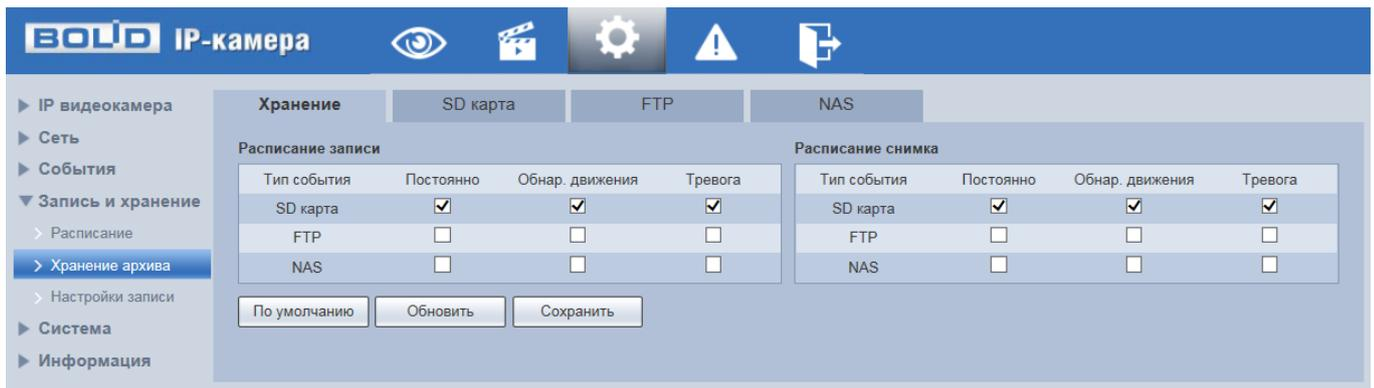 BOLID IP-камера
IP видеокамера
Сеть
События
Запись и хранение
Расписание
Хранение архива
Настройки записи
Система
Информация
Хранение SD карта FTP NAS
Расписание записи
Тип события Постоянно Обнар. движения Тревога
SD карта
FTP
NAS
Расписание снимка
Тип события Постоянно Обнар. движения Тревога
SD карта
FTP
NAS
По умолчанию Обновить Сохранить